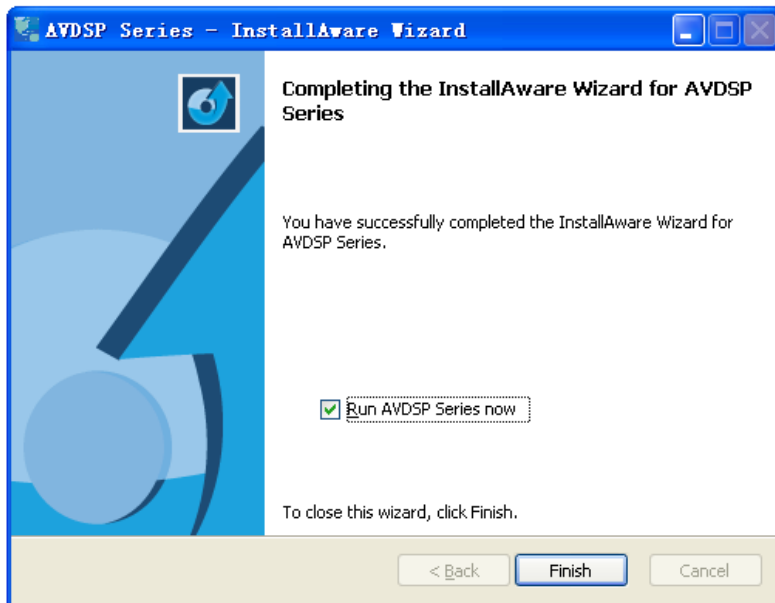 AVDSP Series - InstallAware Wizard
Completing the InstallAware Wizard for AVDSP
Series
You have successfully completed the InstallAware Wizard for
AVDSP Series.
Run AVDSP Series now
To close this wizard, click Finish.
< Back Finish Cancel